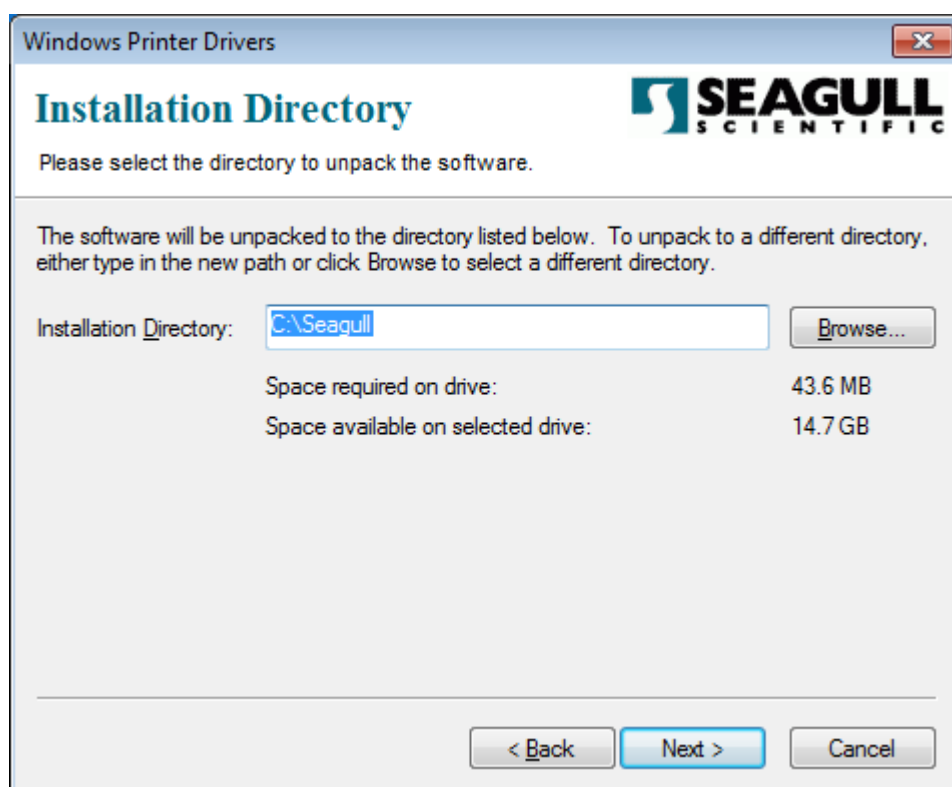 Windows Printer Drivers
Installation Directory
SEAGULL
SCIENTIFIC
Please select the directory to unpack the software.
The software will be unpacked to the directory listed below. To unpack to a different directory,
either type in the new path or click Browse to select a different directory.
Installation Directory: C:\Seagull Browse...
Space required on drive: 43.6 MB
Space available on selected drive: 14.7 GB
< Back Next > Cancel